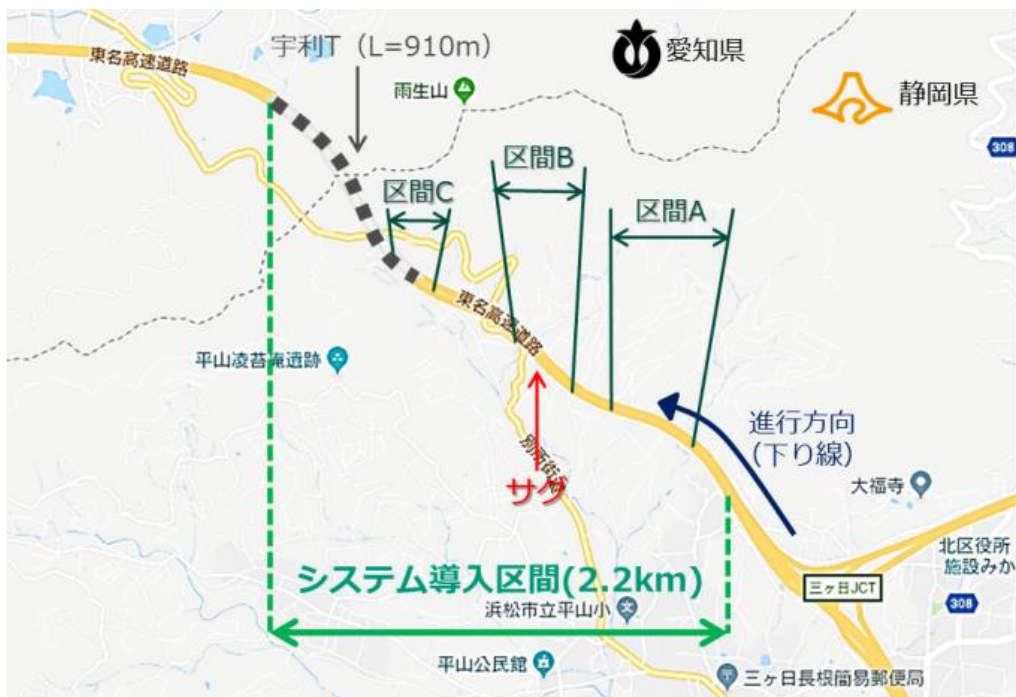 東名高速道路
宇利T（L=910m）
愛知県
雨生山
静岡県
308
区間B
区間C
区間A
東名高速道路
平山凌苔庵遺跡
進行方向
(下り線)
別所街道
サグ
大福寺
北区役所
施設みか
システム導入区間(2.2km)
三ヶ日JCT
浜松市立平山小
308
平山公民館
三ヶ日長根簡易郵便局